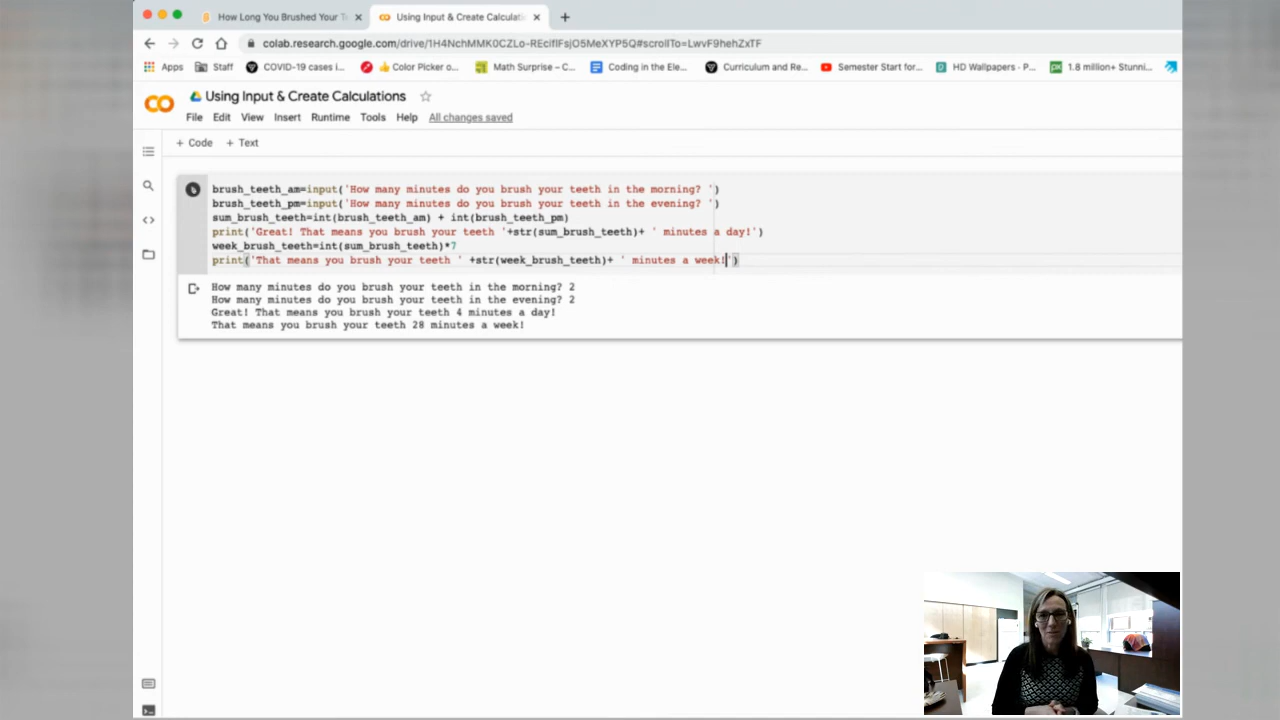 How Long You Brushed Your T
Using Input & Create Calculati
colab.research.google.com/drive/1H4NchMMK0CZLo-REciflFsjO5MeXYP5Q#scrollTo=LwvF9hehZxTF
Apps Staff COVID-19 cases i... Color Picker o... Math Surprise – C... Coding in the Ele... Curriculum and Re... Semester Start for... HD Wallpapers · P... 1.8 million+ Stunni...
Using Input & Create Calculations
File Edit View Insert Runtime Tools Help All changes saved
+ Code + Text
brush_teeth_am=input('How many minutes do you brush your teeth in the morning? ')
brush_teeth_pm=input('How many minutes do you brush your teeth in the evening? ')
sum_brush_teeth=int(brush_teeth_am) + int(brush_teeth_pm)
print('Great! That means you brush your teeth '+str(sum_brush_teeth)+ ' minutes a day!')
week_brush_teeth=int(sum_brush_teeth)*7
print('That means you brush your teeth ' +str(week_brush_teeth)+ ' minutes a week!')
How many minutes do you brush your teeth in the morning? 2
How many minutes do you brush your teeth in the evening? 2
Great! That means you brush your teeth 4 minutes a day!
That means you brush your teeth 28 minutes a week!